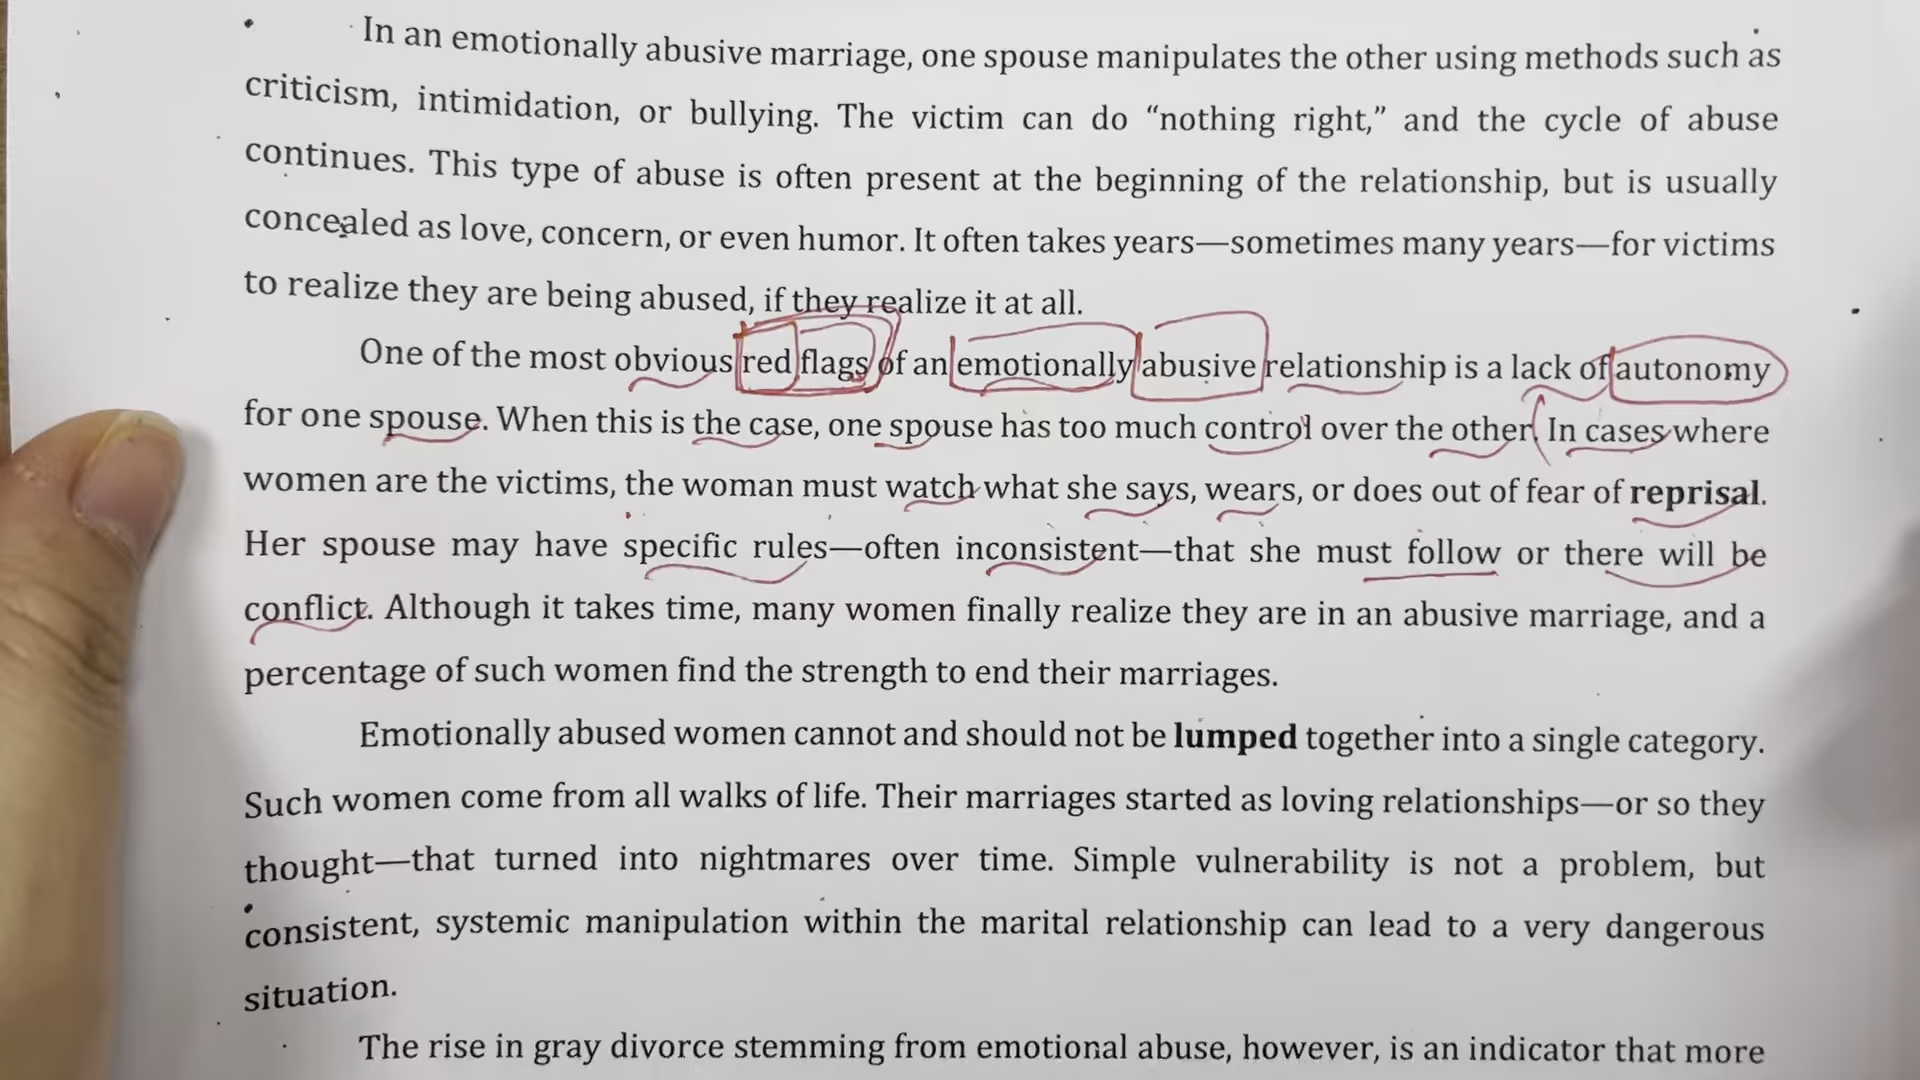 In an emotionally abusive marriage, one spouse manipulates the other using methods such as
criticism, intimidation, or bullying. The victim can do “nothing right,” and the cycle of abuse
continues. This type of abuse is often present at the beginning of the relationship, but is usually
concealed as love, concern, or even humor. It often takes years—sometimes many years—for victims
to realize they are being abused, if they realize it at all.
One of the most obvious red flags of an emotionally abusive relationship is a lack of autonomy
for one spouse. When this is the case, one spouse has too much control over the other. In cases where
women are the victims, the woman must watch what she says, wears, or does out of fear of reprisal.
Her spouse may have specific rules—often inconsistent—that she must follow or there will be
conflict. Although it takes time, many women finally realize they are in an abusive marriage, and a
percentage of such women find the strength to end their marriages.
Emotionally abused women cannot and should not be lumped together into a single category.
Such women come from all walks of life. Their marriages started as loving relationships—or so they
thought—that turned into nightmares over time. Simple vulnerability is not a problem, but
consistent, systemic manipulation within the marital relationship can lead to a very dangerous
situation.
The rise in gray divorce stemming from emotional abuse, however, is an indicator that more